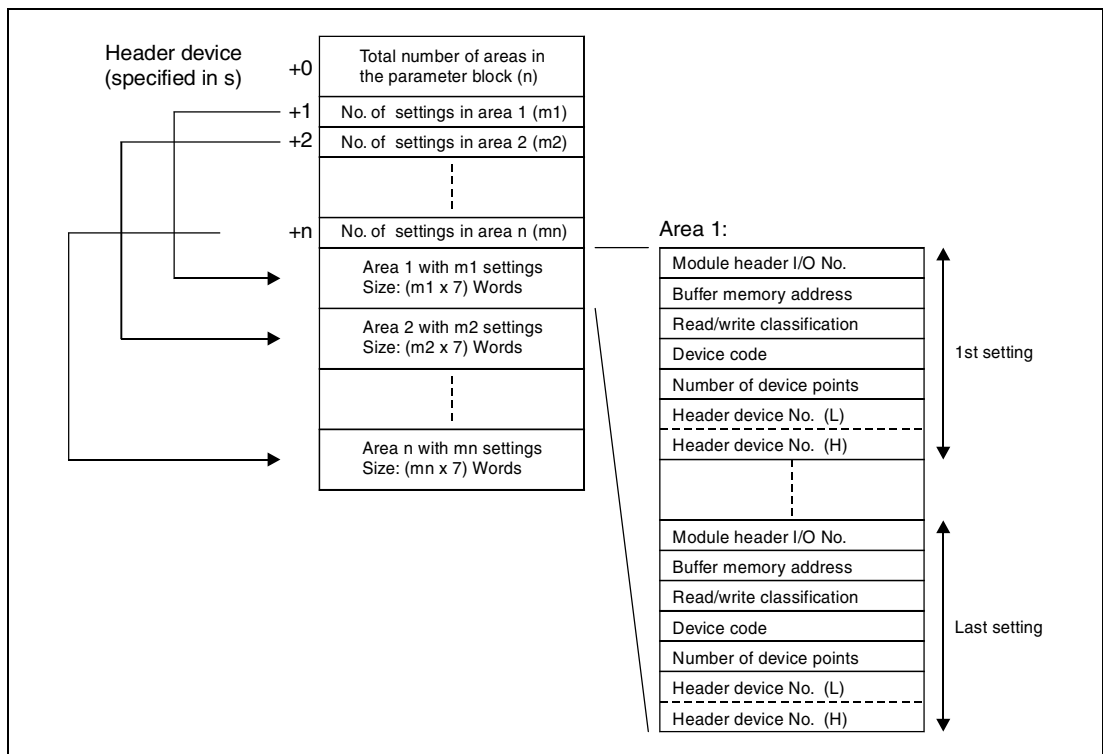 Header device
(specified in s)
+0
Total number of areas in
the parameter block (n)
+1
No. of settings in area 1 (m1)
+2
No. of settings in area 2 (m2)
+n
No. of settings in area n (mn)
Area 1 with m1 settings
Size: (m1 x 7) Words
Area 2 with m2 settings
Size: (m2 x 7) Words
Area n with mn settings
Size: (mn x 7) Words
Area 1:
Module header I/O No.
Buffer memory address
Read/write classification
Device code
Number of device points
Header device No. (L)
Header device No. (H)
1st setting
Module header I/O No.
Buffer memory address
Read/write classification
Device code
Number of device points
Header device No. (L)
Header device No. (H)
Last setting